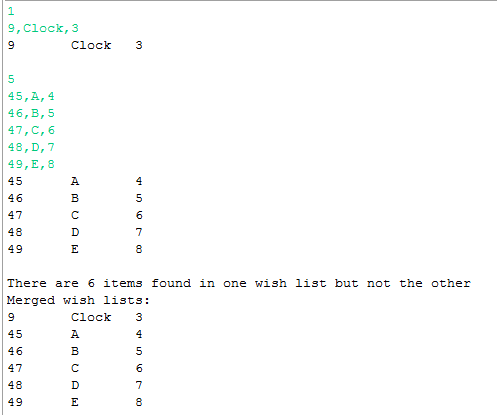 1
9,Clock,3
9 Clock 3
5
45,A,4
46,B,5
47,C,6
48,D,7
49,E,8
45 A 4
46 B 5
47 C 6
48 D 7
49 E 8
There are 6 items found in one wish list but not the other
Merged wish lists:
9 Clock 3
45 A 4
46 B 5
47 C 6
48 D 7
49 E 8